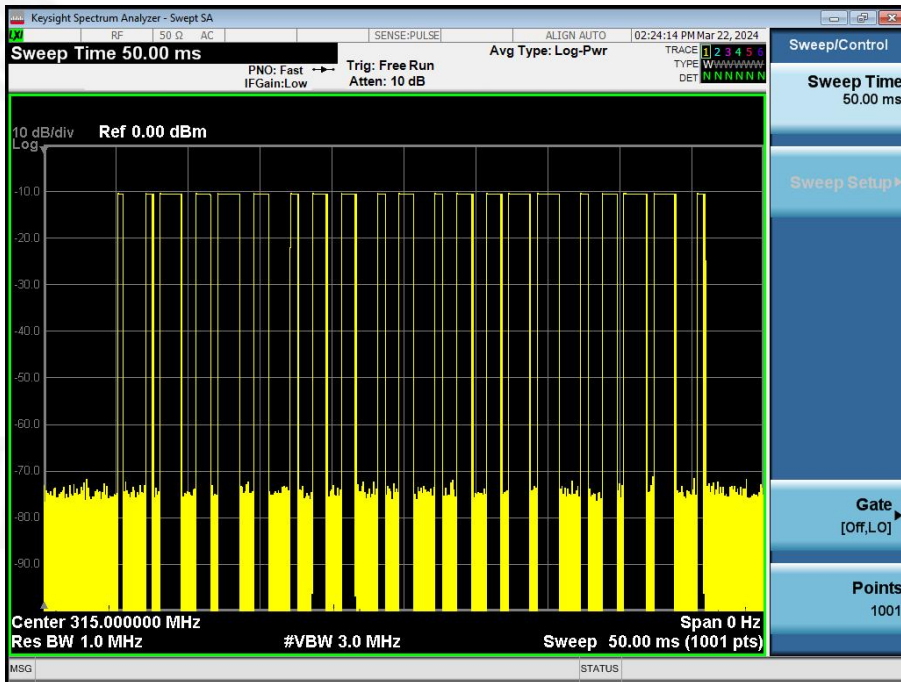 Keysight Spectrum Analyzer - Swept SA
LXI RF 50 Ω AC SENSE:PULSE ALIGN AUTO 02:24:14 PM Mar 22, 2024
Sweep Time 50.00 ms
PNO: Fast
IFGain:Low
Trig: Free Run
Atten: 10 dB
Avg Type: Log-Pwr
TRACE 1 2 3 4 5 6
TYPE WWWWWW
DET N N N N N N
10 dB/div Ref 0.00 dBm
Log
-10.0
-20.0
-30.0
-40.0
-50.0
-60.0
-70.0
-80.0
-90.0
Center 315.000000 MHz Span 0 Hz
Res BW 1.0 MHz #VBW 3.0 MHz Sweep 50.00 ms (1001 pts)
MSG STATUS
Sweep/Control
Sweep Time
50.00 ms
Sweep Setup
Gate
[Off,LO]
Points
1001